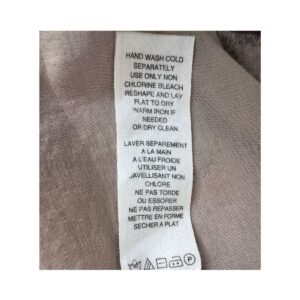 HAND WASH COLD
SEPARATELY
USE ONLY NON
CHLORINE BLEACH
RESHAPE AND LAY
FLAT TO DRY
WARM IRON IF
NEEDED
OR DRY CLEAN
LAVER SEPAREMENT
A LA MAIN
A L'EAU FROIDE
UTILISER UN
JAVELLISANT NON
CHLORE
NE PAS TORDE
OU ESSORER
NE PAS REPASSER
METTRE EN FORME
SECHER A PLAT